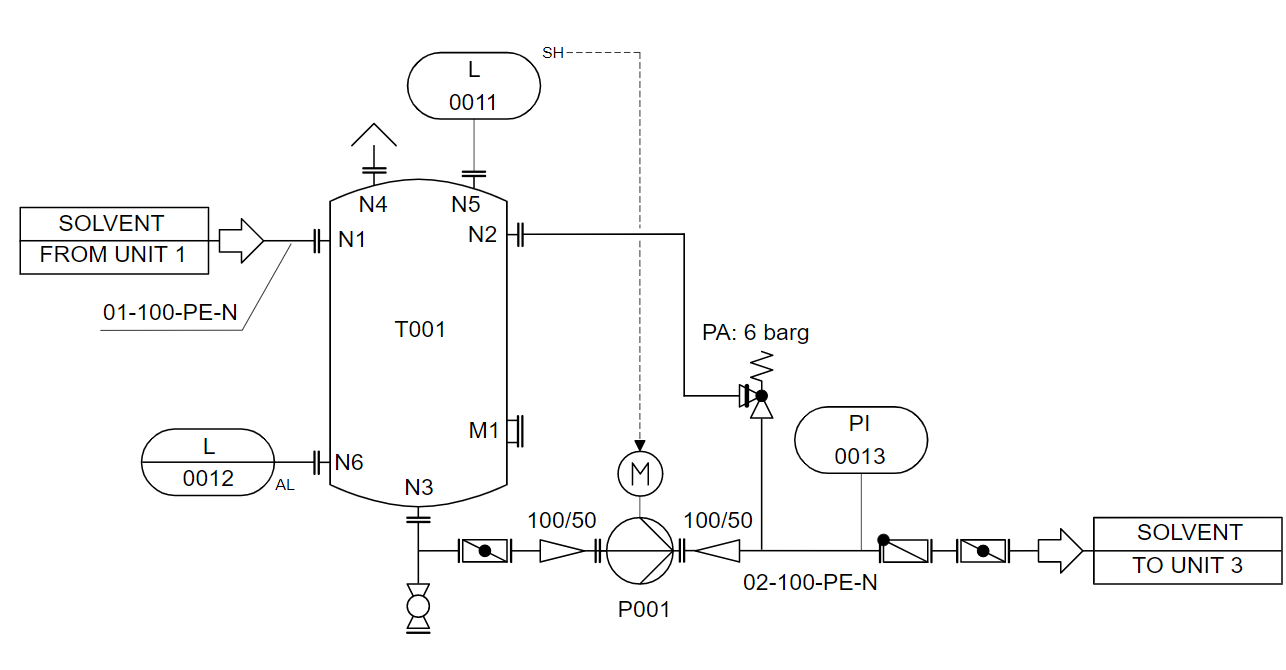 SH
L
0011
N4
N5
SOLVENT
FROM UNIT 1
N1
N2
01-100-PE-N
T001
PA: 6 barg
M1
PI
0013
L
0012
AL
N6
N3
M
100/50
100/50
SOLVENT
TO UNIT 3
02-100-PE-N
P001